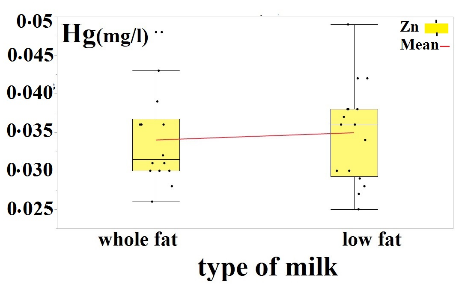 Hg(mg/l)
Zn
Mean
0.05
0.045
0.040
0.035
0.030
0.025
whole fat
low fat
type of milk